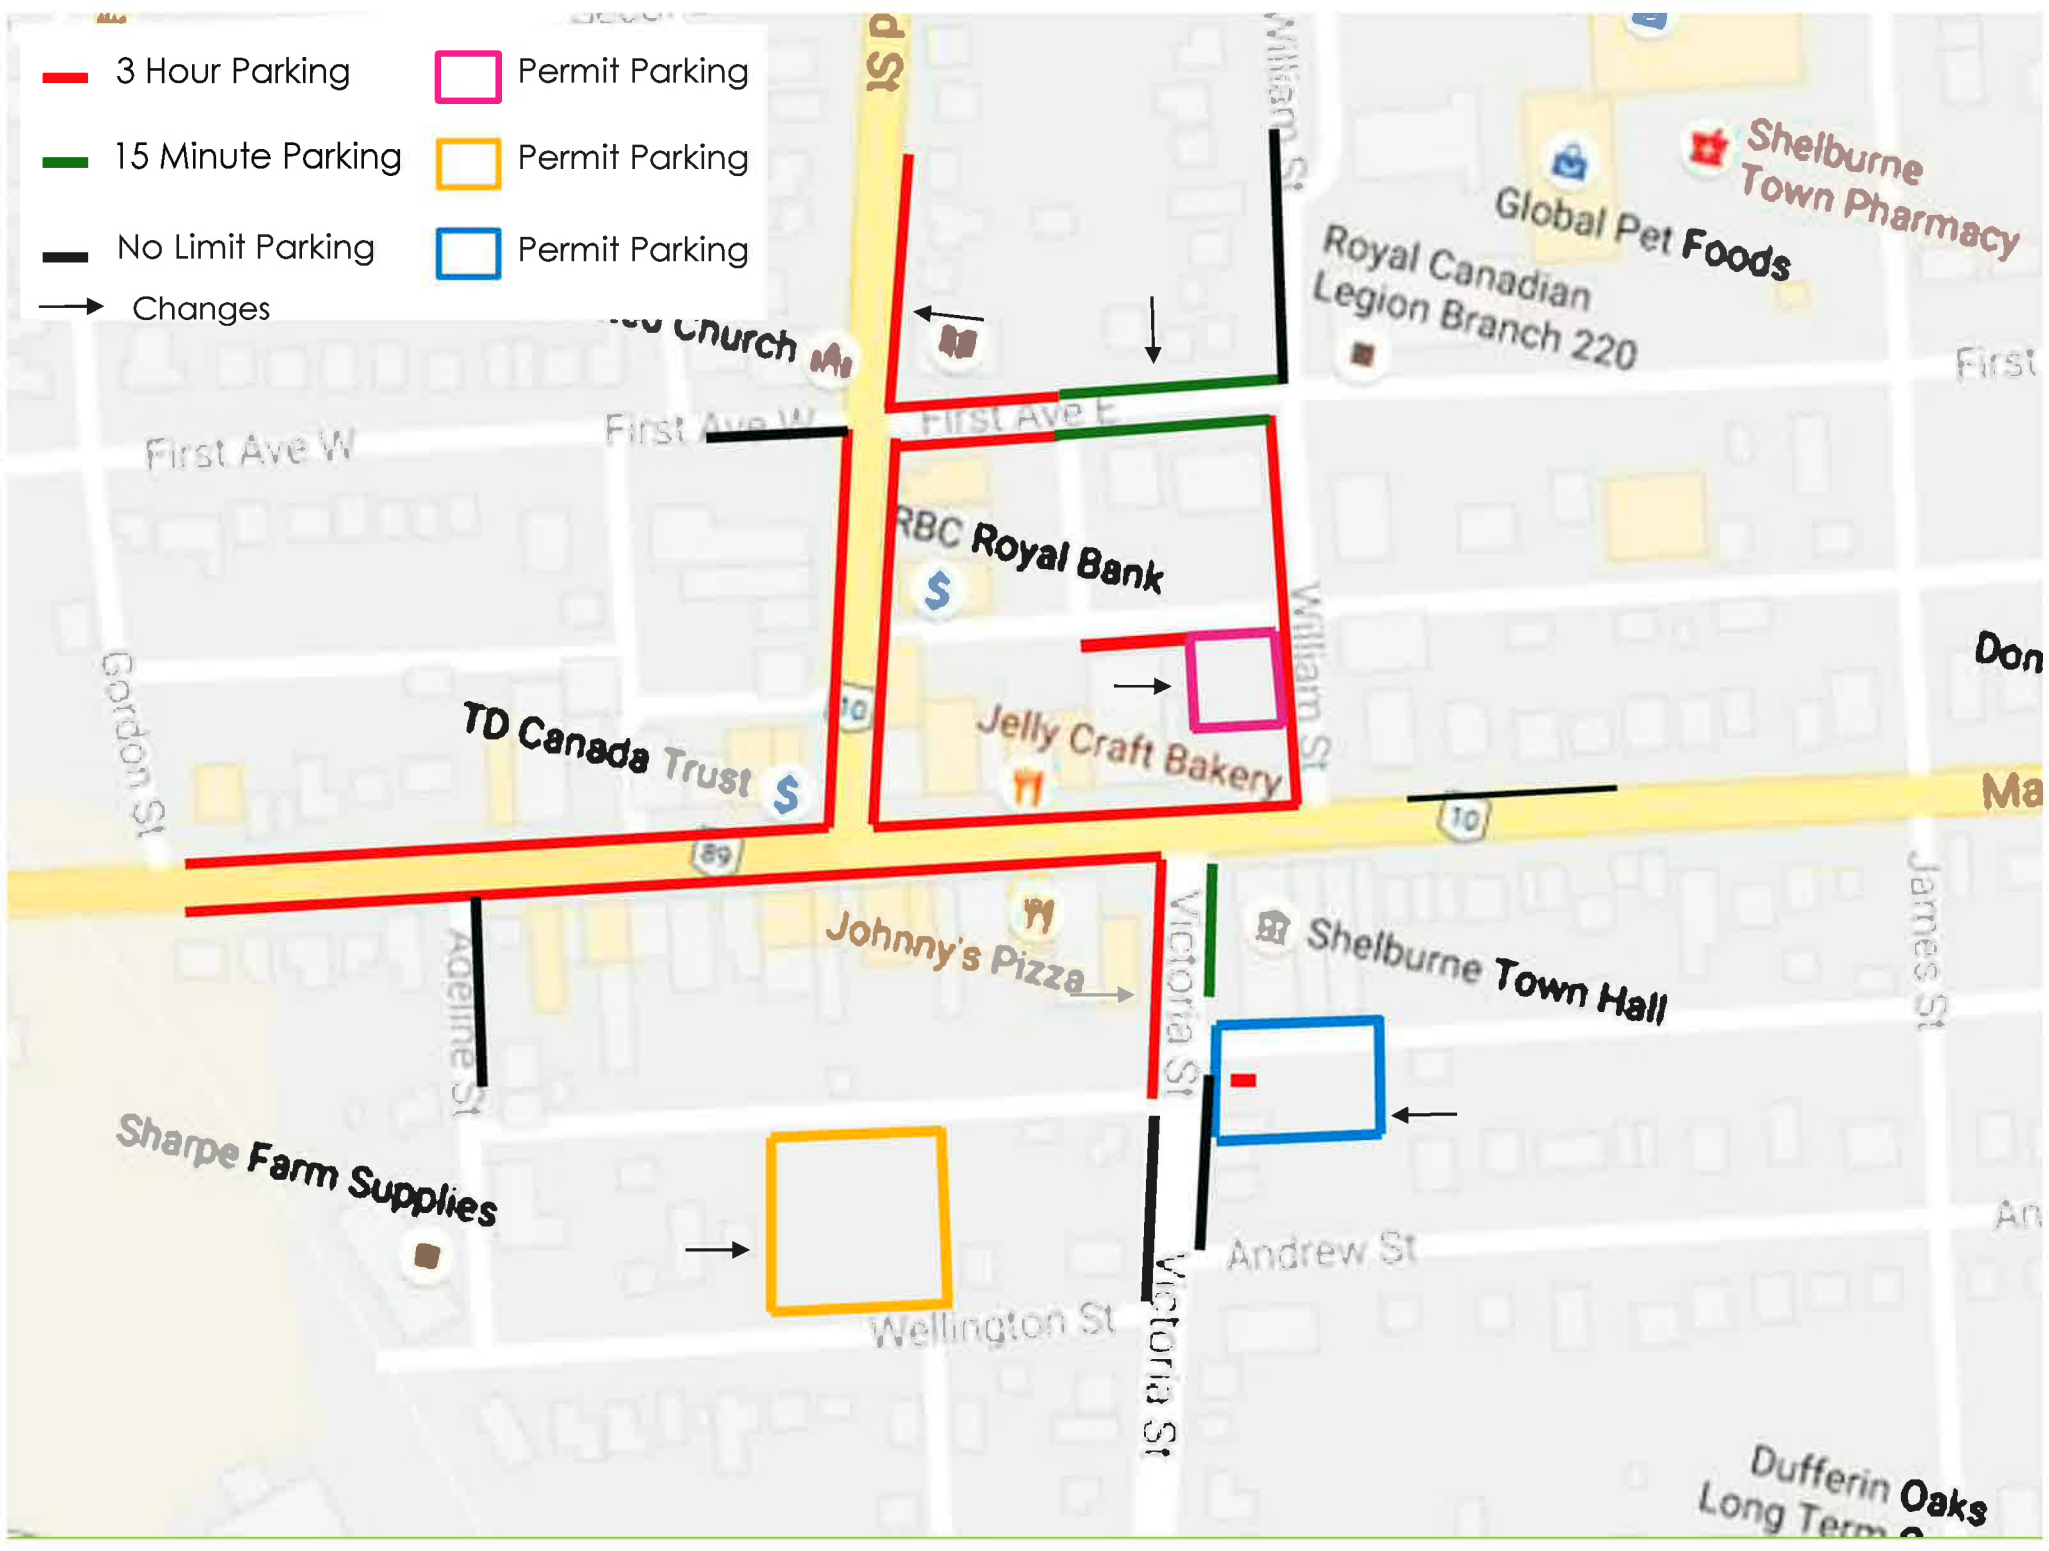 3 Hour Parking
Permit Parking
15 Minute Parking
Permit Parking
No Limit Parking
Permit Parking
Changes
d St
William St
Shelburne
Town Pharmacy
Global Pet Foods
Royal Canadian
Legion Branch 220
Church
First
First Ave W
First Ave W
First Ave E
RBC Royal Bank
$
William St
Don
Gordon St
10
TD Canada Trust
$
Jelly Craft Bakery
Ma
10
89
Johnny's Pizza
Victoria St
Shelburne Town Hall
James St
Adeline St
Sharpe Farm Supplies
An
Andrew St
Wellington St
Victoria St
Dufferin Oaks
Long Term